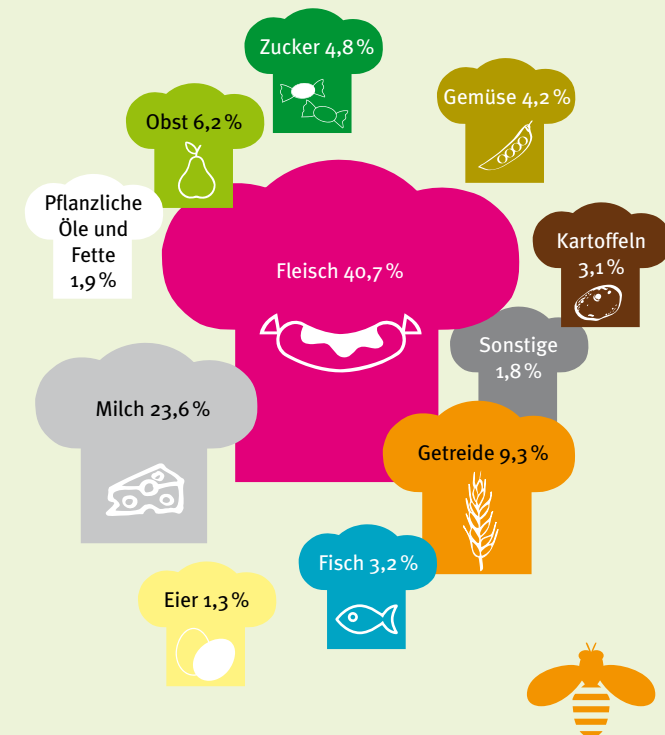 Zucker 4,8 %
Gemüse 4,2 %
Obst 6,2 %
Pflanzliche
Öle und
Fette
1,9 %
Kartoffeln
3,1 %
Fleisch 40,7 %
Sonstige
1,8 %
Milch 23,6 %
Getreide 9,3 %
Fisch 3,2 %
Eier 1,3 %